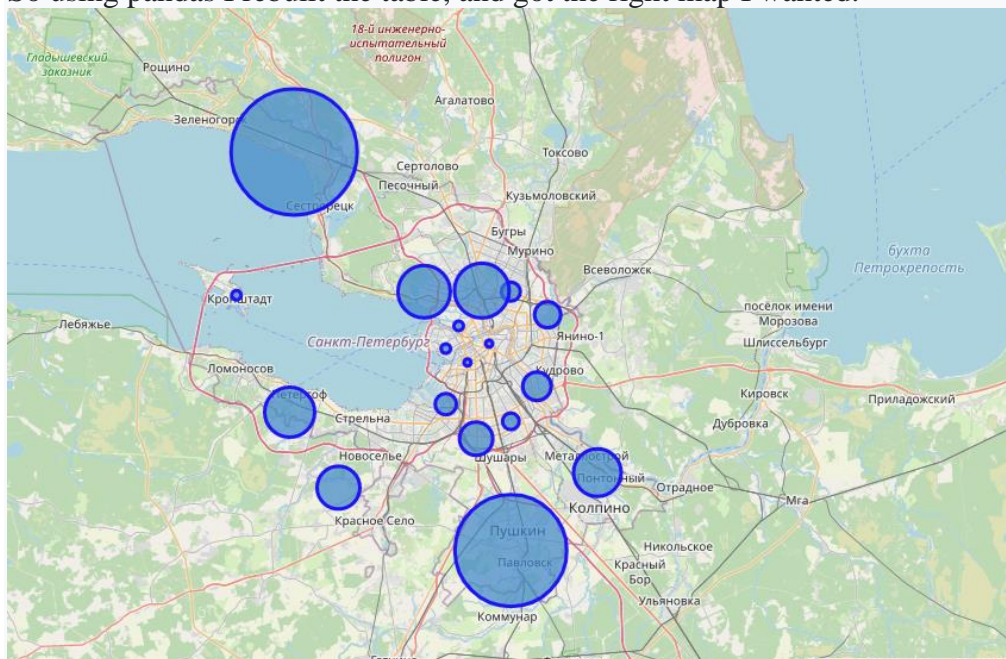 So using pandas I rebuilt the table, and got the right map I wanted.
18-й инженерно-
испытательный
полигон
Гладышевский
заказник
Рощино
Агалатово
Зеленогорск
Сертолово
Токсово
Песочный
Кузьмоловский
Сестрорецк
Бугры
Мурино
Всеволожск
бухта
Петрокрепость
Кронштадт
посёлок имени
Морозова
Лебяжье
Санкт-Петербург
Янино-1
Шлиссельбург
Ломоносов
Кудрово
Кировск
Приладожский
Петергоф
Стрельна
Дубровка
Новоселье
Шушары
Металлострой
Понтонный
Отрадное
Мга
Колпино
Красное Село
Пушкин
Никольское
Павловск
Красный
Бор
Ульяновка
Коммунар